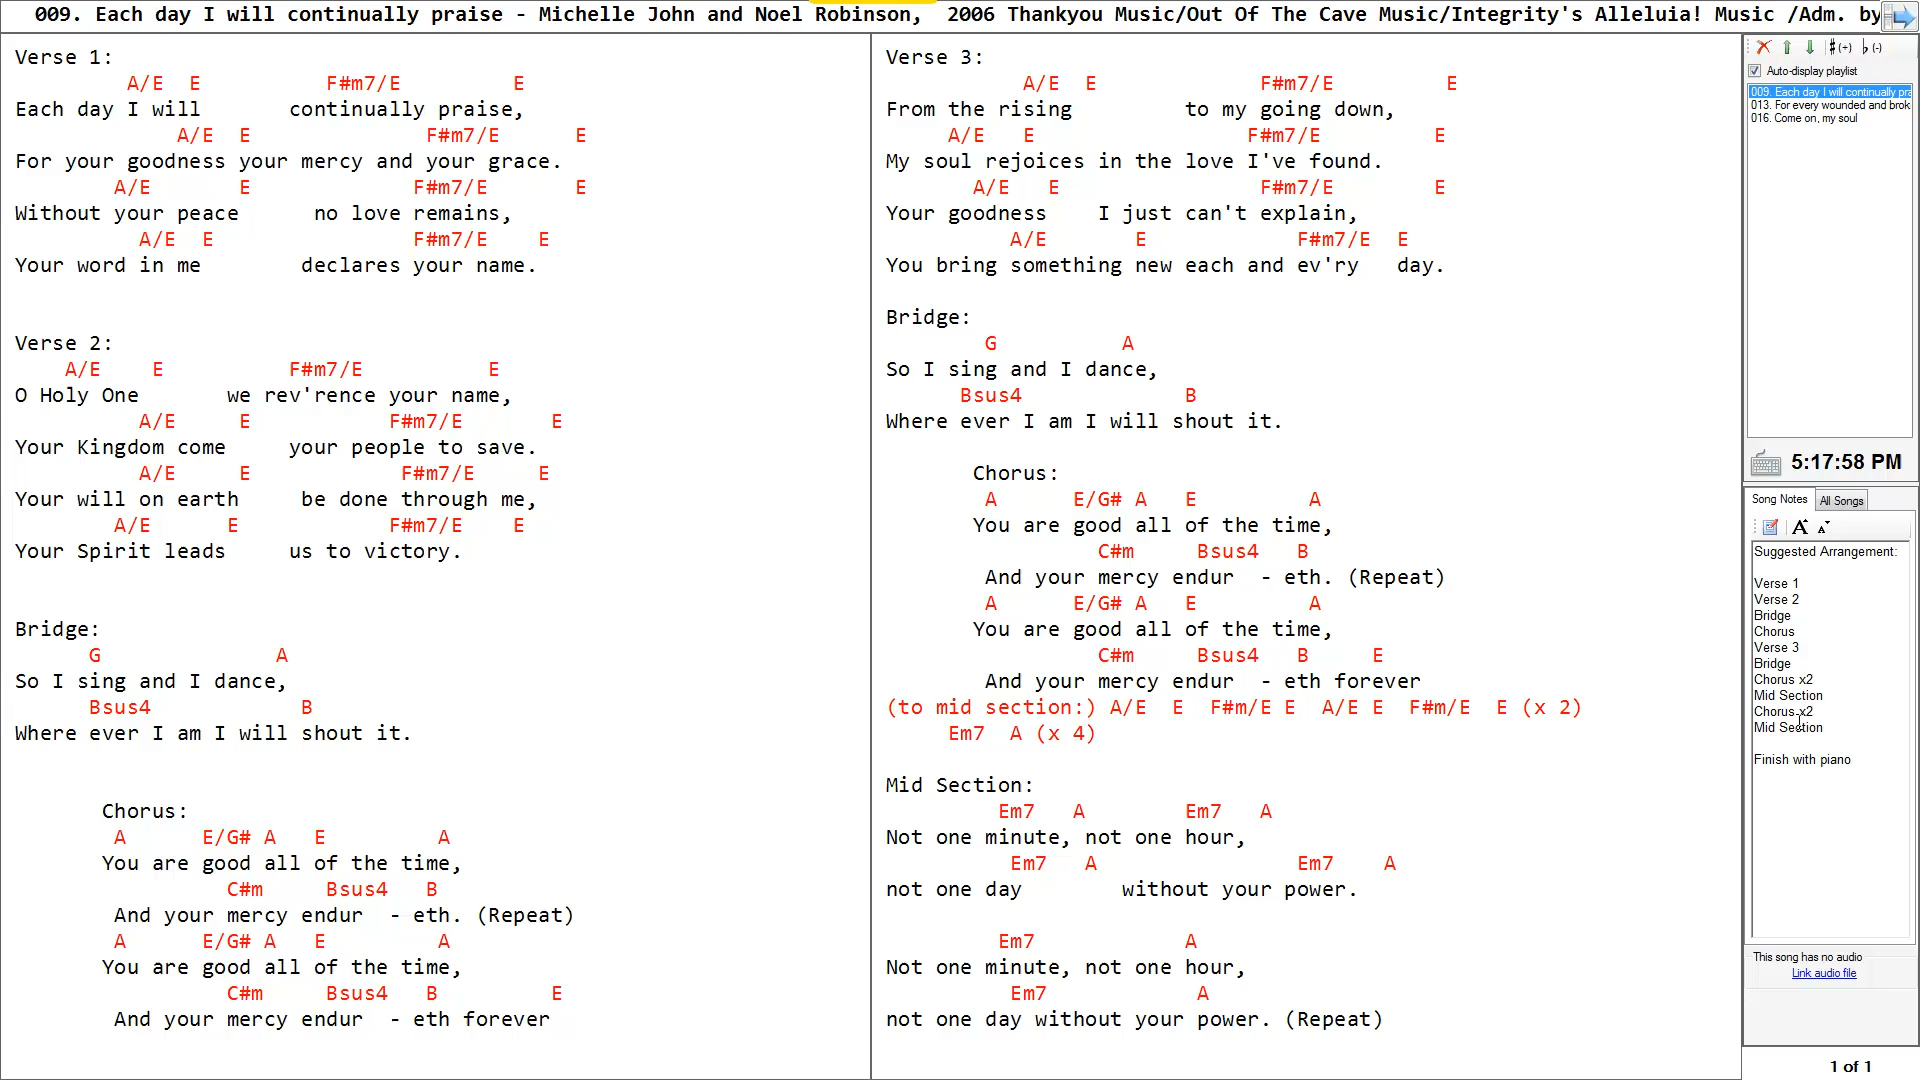 009. Each day I will continually praise - Michelle John and Noel Robinson,  2006 Thankyou Music/Out Of The Cave Music/Integrity's Alleluia! Music /Adm. by
Verse 1:
A/E E F#m7/E E
Each day I will continually praise,
A/E E F#m7/E E
For your goodness your mercy and your grace.
A/E E F#m7/E E
Without your peace no love remains,
A/E E F#m7/E E
Your word in me declares your name.
Verse 2:
A/E E F#m7/E E
O Holy One we rev'rence your name,
A/E E F#m7/E E
Your Kingdom come your people to save.
A/E E F#m7/E E
Your will on earth be done through me,
A/E E F#m7/E E
Your Spirit leads us to victory.
Bridge:
G A
So I sing and I dance,
Bsus4 B
Where ever I am I will shout it.
Chorus:
A E/G# A E A
You are good all of the time,
C#m Bsus4 B
And your mercy endur - eth. (Repeat)
A E/G# A E A
You are good all of the time,
C#m Bsus4 B E
And your mercy endur - eth forever
Verse 3:
A/E E F#m7/E E
From the rising to my going down,
A/E E F#m7/E E
My soul rejoices in the love I've found.
A/E E F#m7/E E
Your goodness I just can't explain,
A/E E F#m7/E E
You bring something new each and ev'ry day.
Bridge:
G A
So I sing and I dance,
Bsus4 B
Where ever I am I will shout it.
Chorus:
A E/G# A E A
You are good all of the time,
C#m Bsus4 B
And your mercy endur - eth. (Repeat)
A E/G# A E A
You are good all of the time,
C#m Bsus4 B E
And your mercy endur - eth forever
(to mid section:) A/E E F#m/E E A/E E F#m/E E (x 2)
Em7 A (x 4)
Mid Section:
Em7 A Em7 A
Not one minute, not one hour,
Em7 A Em7 A
not one day without your power.
Em7 A
Not one minute, not one hour,
Em7 A
not one day without your power. (Repeat)
♯(+) ♭(-)
Auto-display playlist
009. Each day I will continually pra
013. For every wounded and brok
016. Come on, my soul
5:17:58 PM
Song Notes All Songs
A A
Suggested Arrangement:
Verse 1
Verse 2
Bridge
Chorus
Verse 3
Bridge
Chorus x2
Mid Section
Chorus x2
Mid Section
Finish with piano
This song has no audio
Link audio file
1 of 1